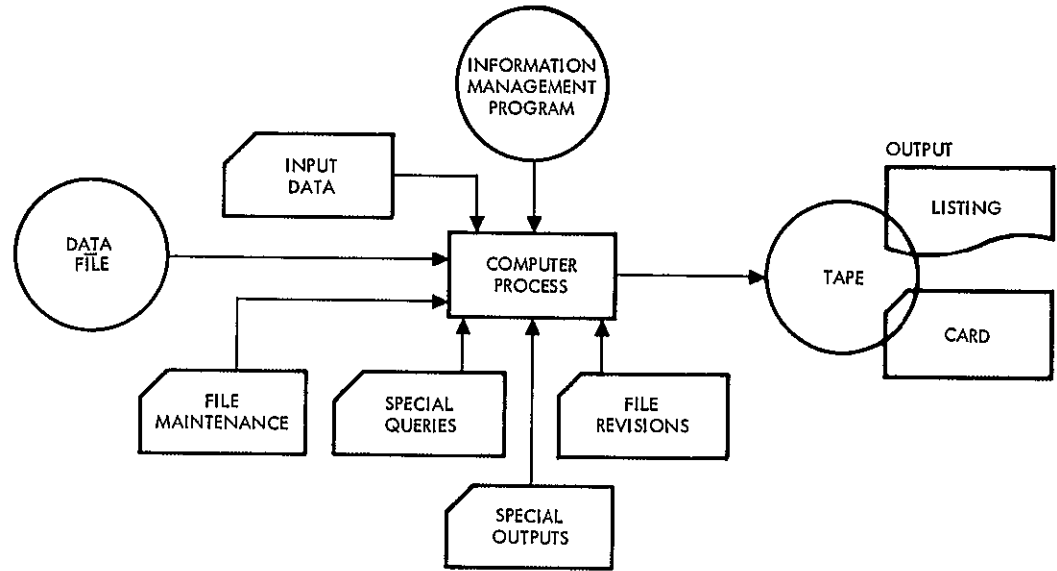 INFORMATION
MANAGEMENT
PROGRAM
INPUT
DATA
OUTPUT
LISTING
DATA
FILE
COMPUTER
PROCESS
TAPE
CARD
FILE
MAINTENANCE
SPECIAL
QUERIES
FILE
REVISIONS
SPECIAL
OUTPUTS